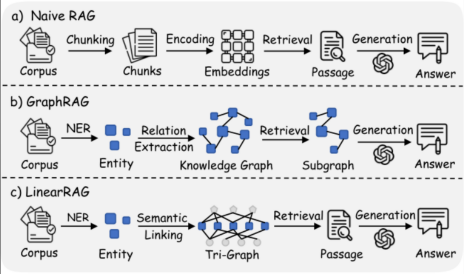 a) Naive RAG
Chunking Encoding Retrieval Generation
Corpus Chunks Embeddings Passage Answer
b) GraphRAG
NER Relation Extraction Retrieval Generation
Corpus Entity Knowledge Graph Subgraph Answer
c) LinearRAG
NER Semantic Linking Retrieval Generation
Corpus Entity Tri-Graph Passage Answer